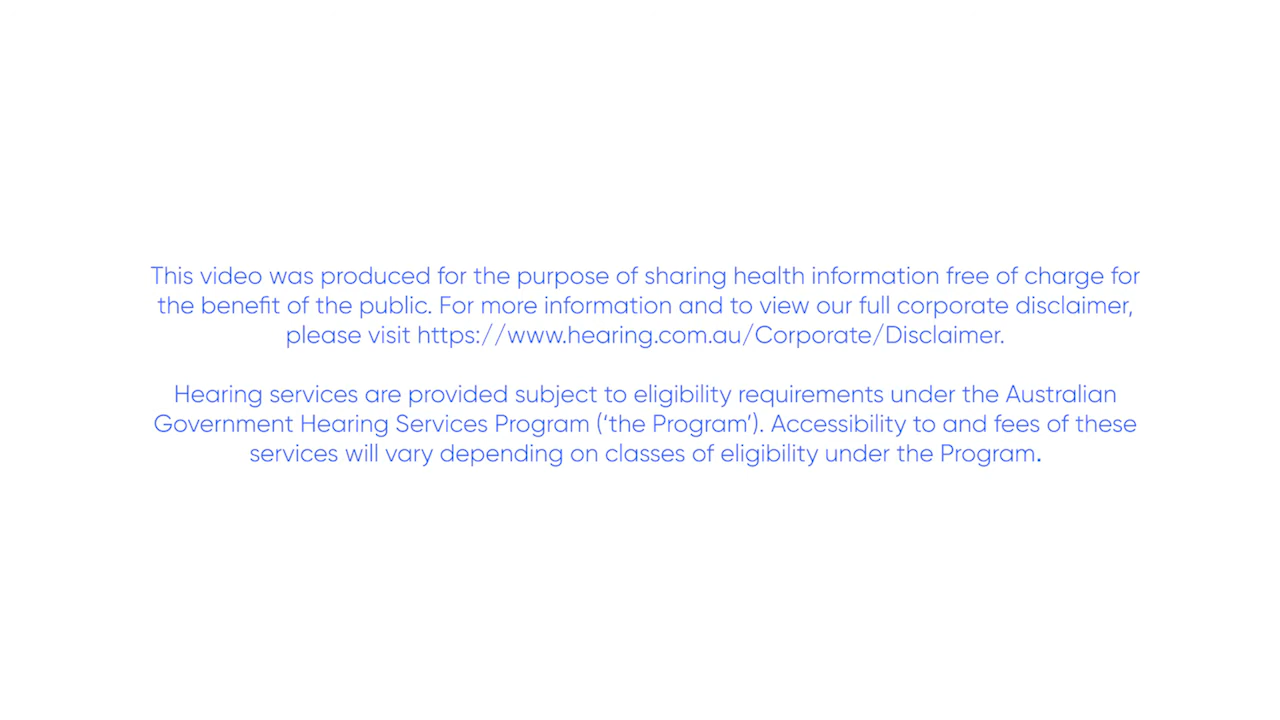 This video was produced for the purpose of sharing health information free of charge for
the benefit of the public. For more information and to view our full corporate disclaimer,
please visit https://www.hearing.com.au/Corporate/Disclaimer.
Hearing services are provided subject to eligibility requirements under the Australian
Government Hearing Services Program (‘the Program’). Accessibility to and fees of these
services will vary depending on classes of eligibility under the Program.